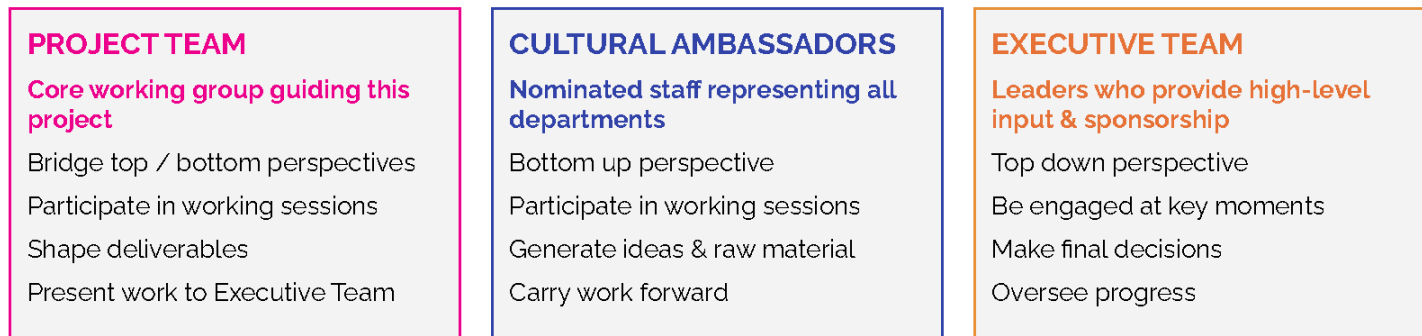 PROJECT TEAM
Core working group guiding this
project
Bridge top / bottom perspectives
Participate in working sessions
Shape deliverables
Present work to Executive Team
CULTURAL AMBASSADORS
Nominated staff representing all
departments
Bottom up perspective
Participate in working sessions
Generate ideas & raw material
Carry work forward
EXECUTIVE TEAM
Leaders who provide high-level
input & sponsorship
Top down perspective
Be engaged at key moments
Make final decisions
Oversee progress